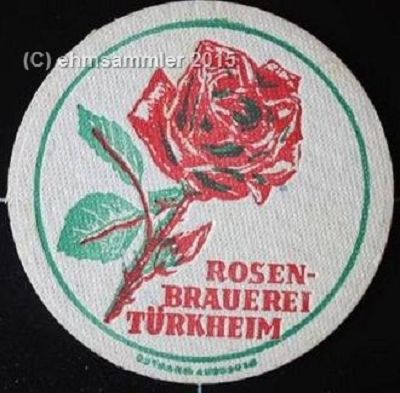 (C) ehmsammler 2015
ROSEN-
BRAUEREI
TÜRKHEIM